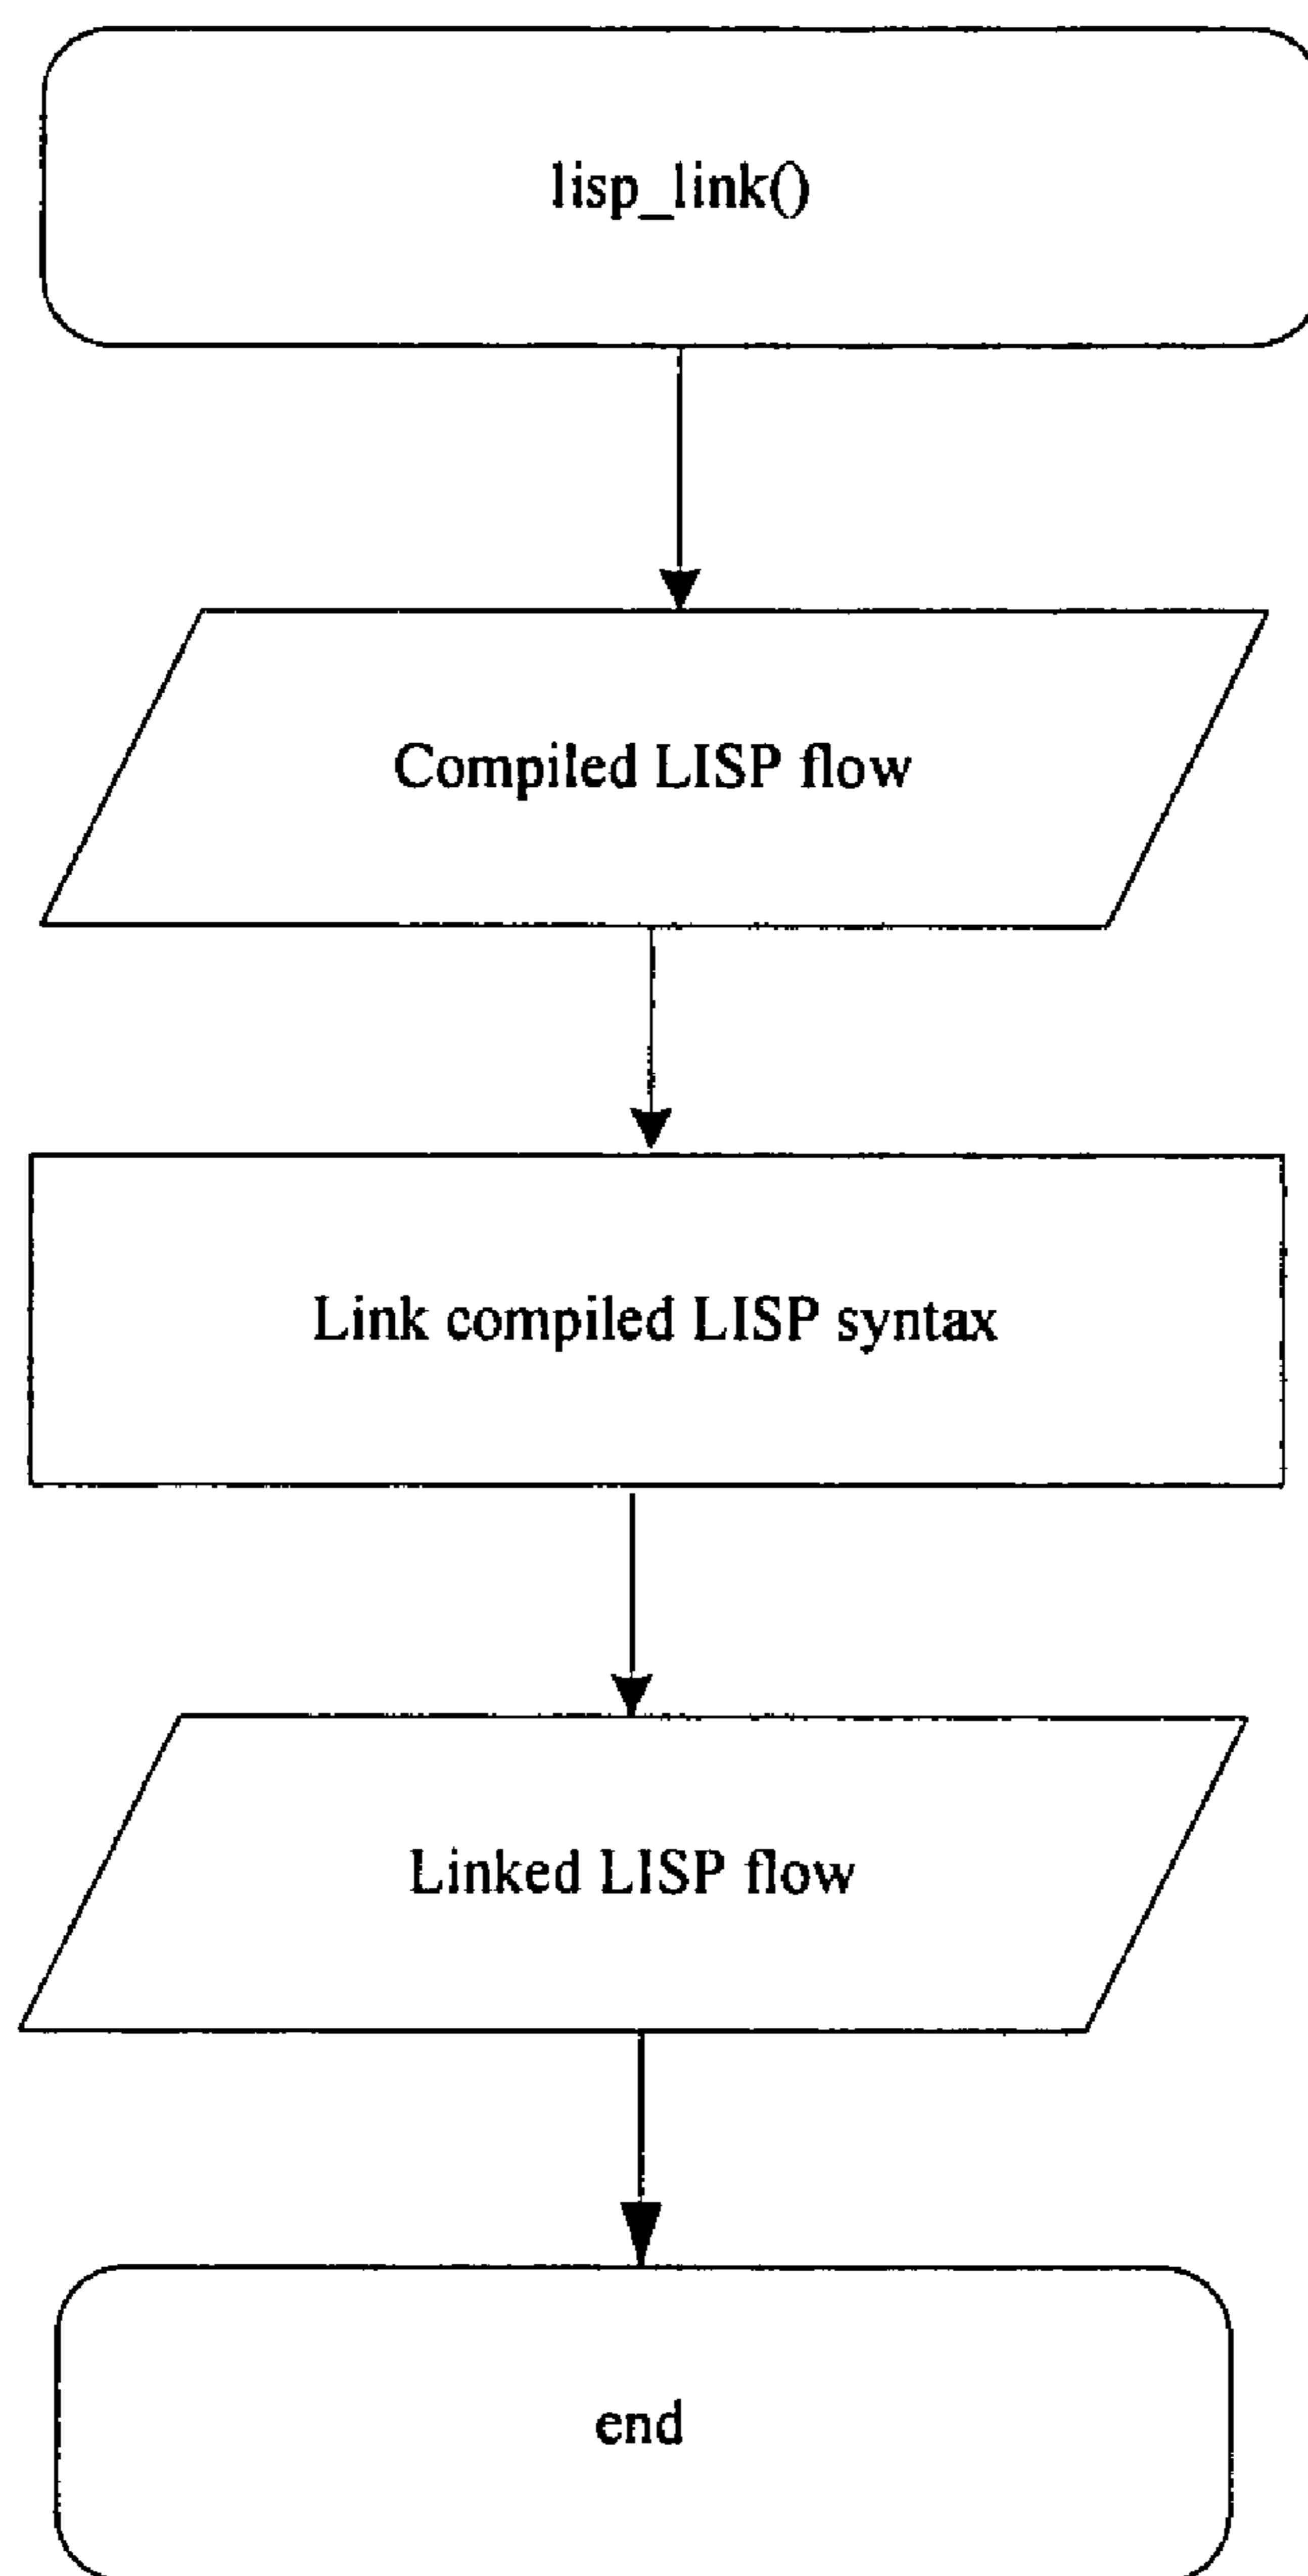 lisp_link()
Compiled LISP flow
Link compiled LISP syntax
Linked LISP flow
end